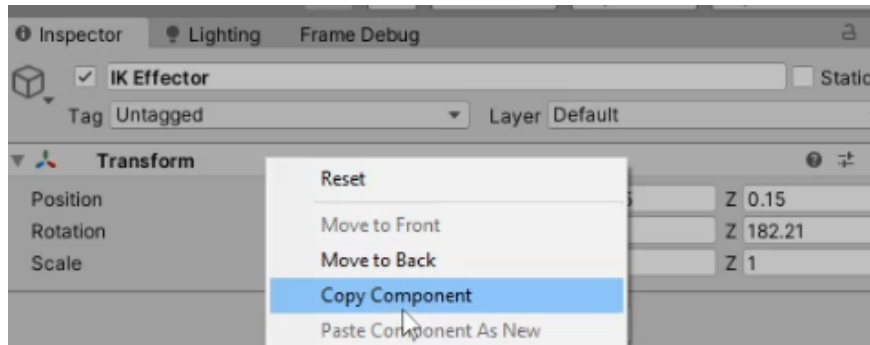 Inspector Lighting Frame Debug
IK Effector Static
Tag Untagged Layer Default
Transform
Position Z 0.15
Rotation Z 182.21
Scale Z 1
Reset
Move to Front
Move to Back
Copy Component
Paste Component As New